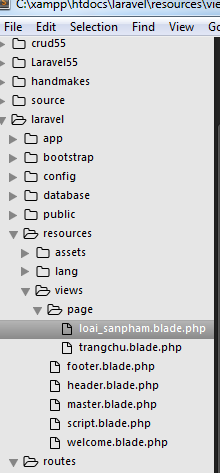 C:\xampp\htdocs\laravel\resources\vie
File Edit Selection Find View Go
crud55
Laravel55
handmakes
source
laravel
app
bootstrap
config
database
public
resources
assets
lang
views
page
loai_sanpham.blade.php
trangchu.blade.php
footer.blade.php
header.blade.php
master.blade.php
script.blade.php
welcome.blade.php
routes